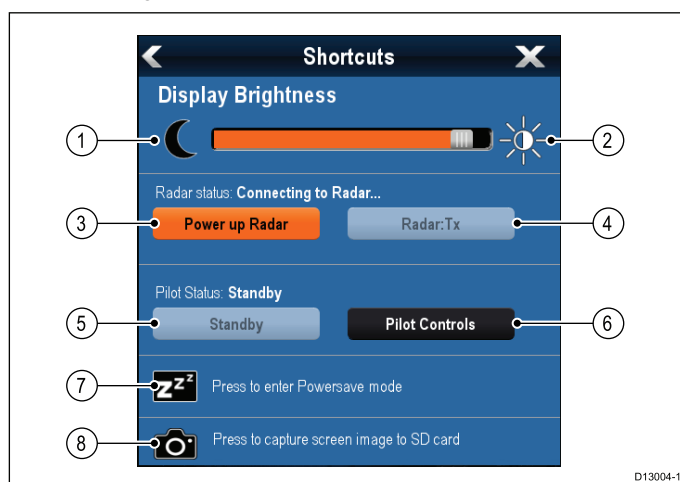 Shortcuts
Display Brightness
1
2
Radar status: Connecting to Radar...
3
Power up Radar
Radar:Tx
4
Pilot Status: Standby
5
Standby
Pilot Controls
6
7
zzz
Press to enter Powersave mode
8
Press to capture screen image to SD card
D13004-1